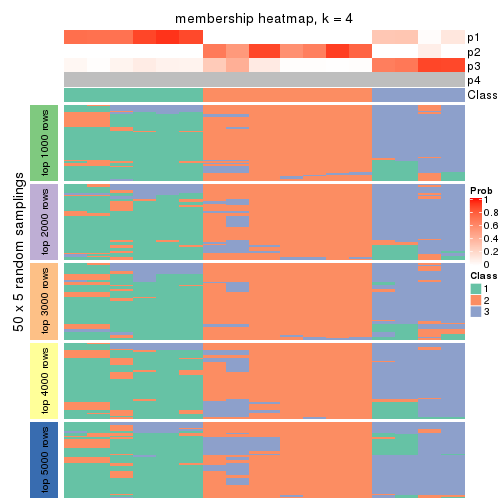 membership heatmap, k = 4
p1
p2
p3
p4
Class
50 x 5 random samplings
top 1000 rows
top 2000 rows
top 3000 rows
top 4000 rows
top 5000 rows
Prob
1
0.8
0.6
0.4
0.2
0
Class
1
2
3